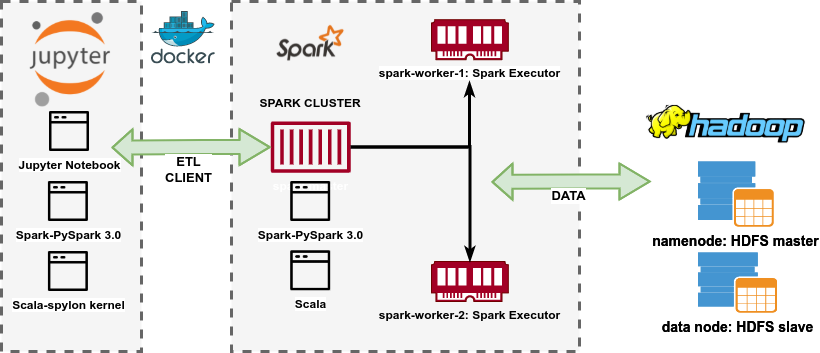 jupyter
Jupyter Notebook
Spark-PySpark 3.0
Scala-spylon kernel
docker
ETL
CLIENT
Spark
SPARK CLUSTER
Spark-PySpark 3.0
Scala
spark-worker-1: Spark Executor
spark-worker-2: Spark Executor
DATA
hadoop
namenode: HDFS master
data node: HDFS slave